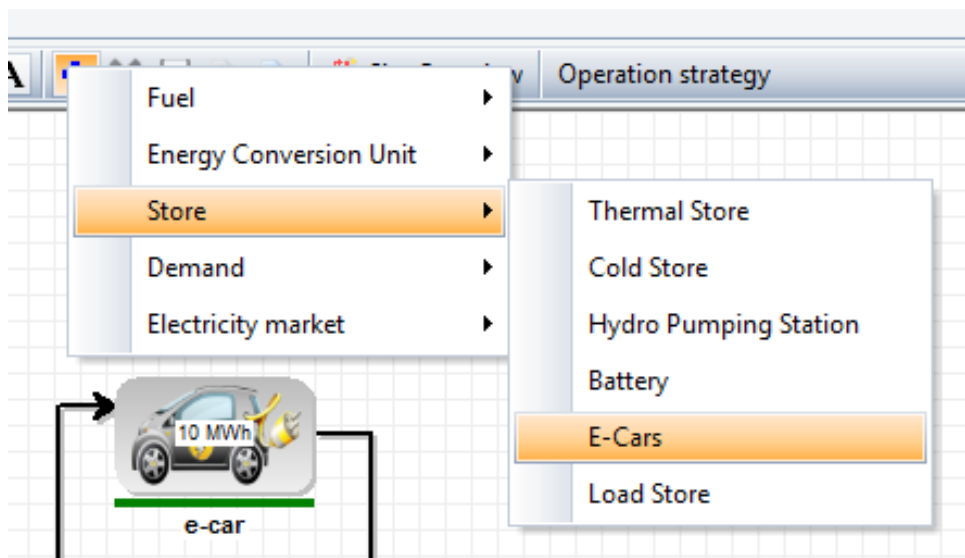 A
Operation strategy
Fuel
Energy Conversion Unit
Store
Demand
Electricity market
Thermal Store
Cold Store
Hydro Pumping Station
Battery
E-Cars
Load Store
10 MWh
e-car